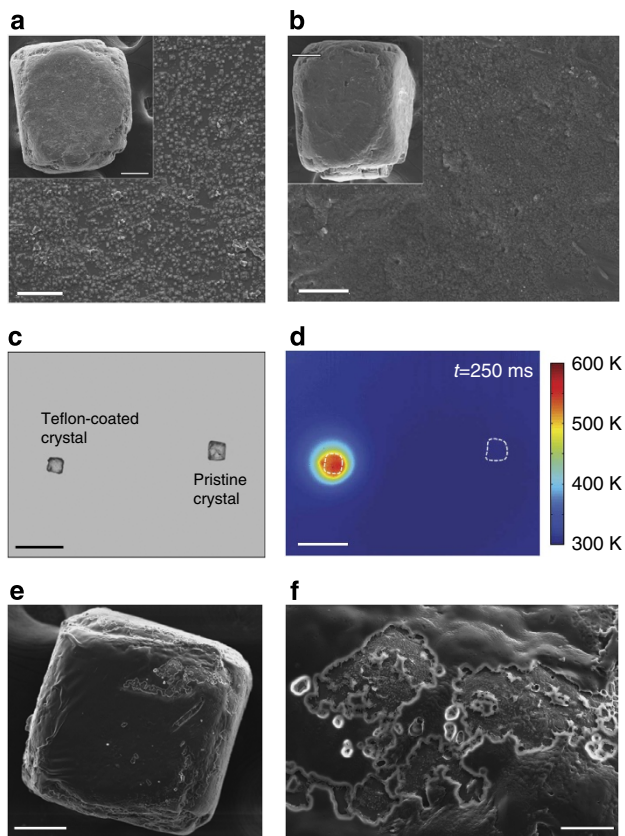 a
b
c
Teflon-coated
crystal
Pristine
crystal
d
t=250 ms
600 K
500 K
400 K
300 K
e
f